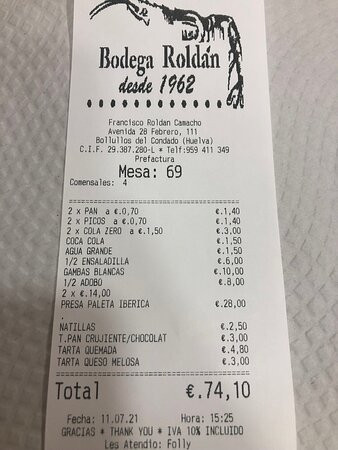 Bodega Roldán
desde 1962
Francisco Roldan Camacho
Avenida 28 Febrero, 111
Bollullos del Condado (Huelva)
C.I.F. 29.387.280-L * Telf:959 411 349
Prefactura
Mesa: 69
Comensales: 4
2 x PAN a €.0,70 €.1,40
2 x PICOS a €.0,70 €.1,40
2 x COLA ZERO a €.1,50 €.3,00
COCA COLA €.1,50
AGUA GRANDE €.1,50
1/2 ENSALADILLA €.6,00
GAMBAS BLANCAS €.10,00
1/2 ADOBO €.8,00
2 x €.14,00
PRESA PALETA IBERICA €.28,00
.
NATILLAS €.2,50
T.PAN CRUJIENTE/CHOCOLAT €.3,00
TARTA QUEMADA €.4,80
TARTA QUESO MELOSA €.3,00
Total €.74,10
Fecha: 11.07.21 Hora: 15:25
GRACIAS * THANK YOU * IVA 10% INCLUIDO
Les Atendio: Folly